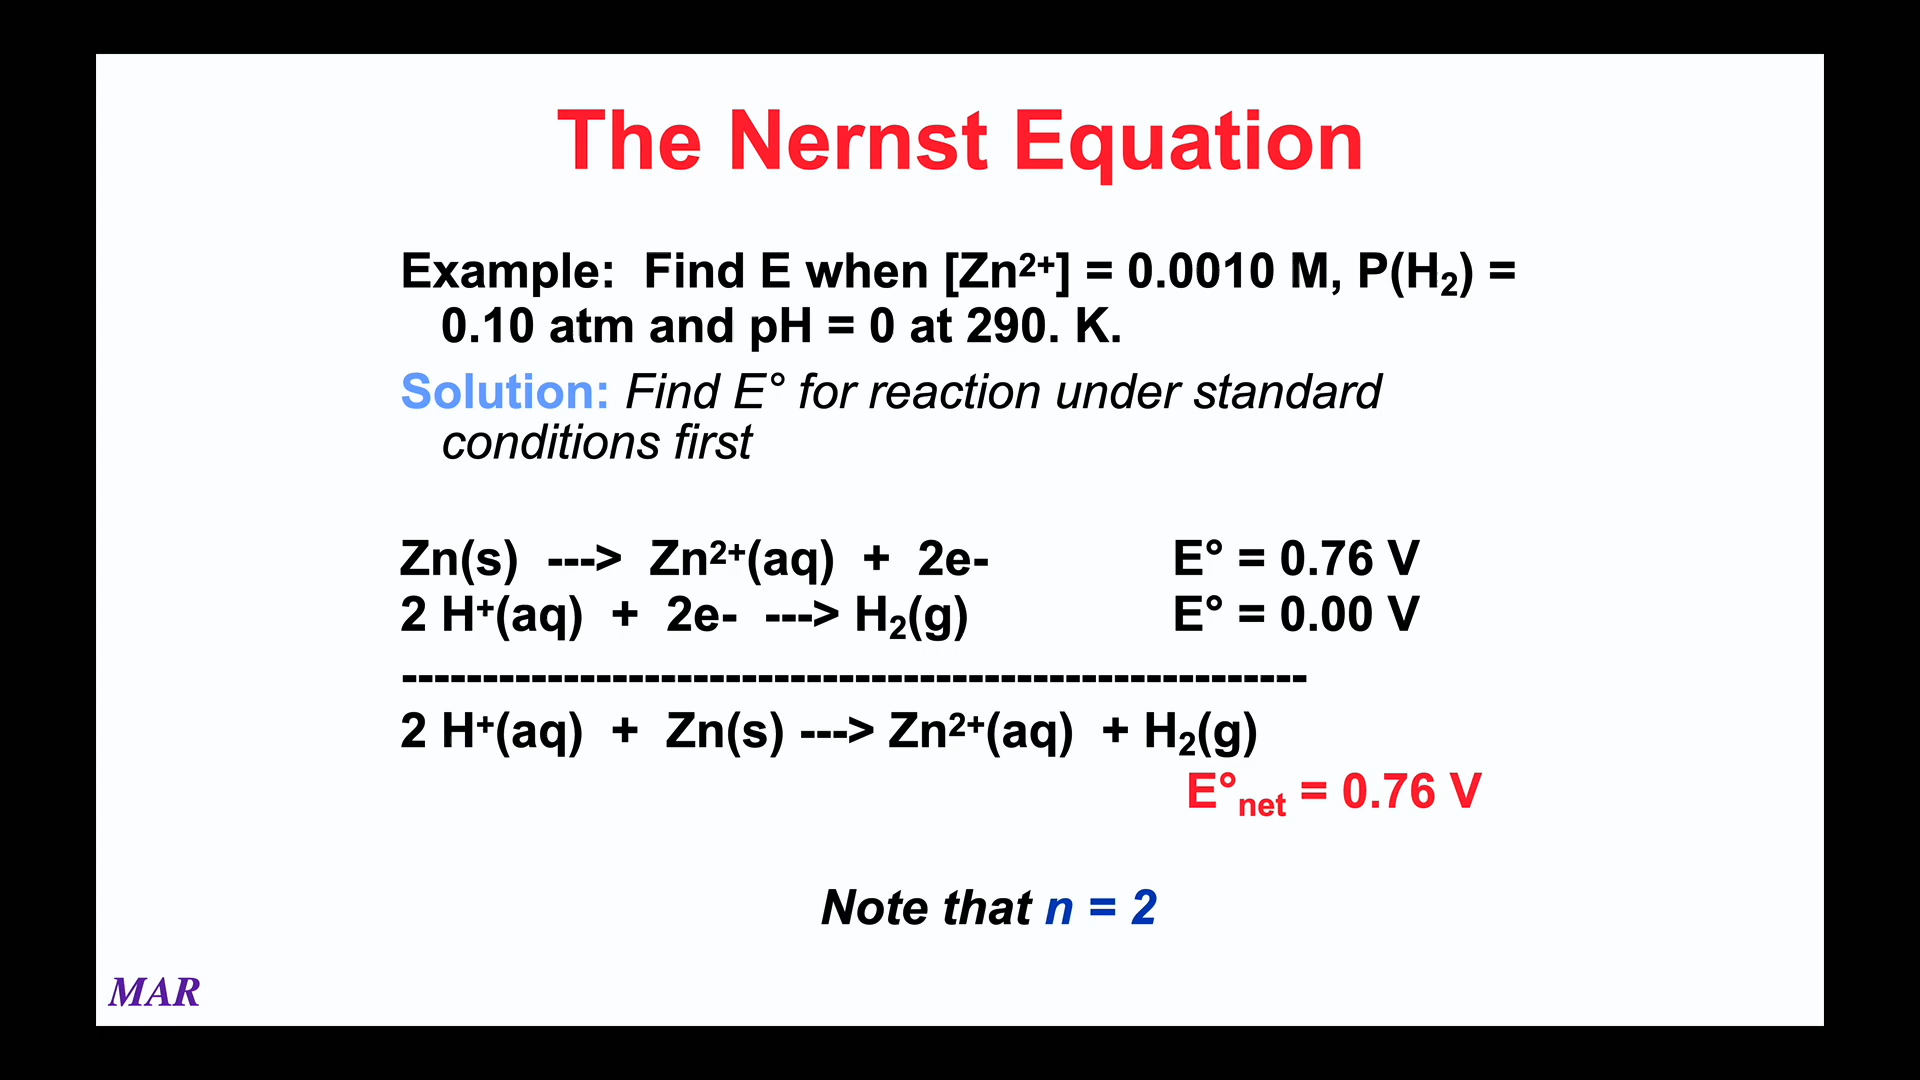 The Nernst Equation
Example:  Find E when [Zn²⁺] = 0.0010 M, P(H₂) =
0.10 atm and pH = 0 at 290. K.
Solution: Find E° for reaction under standard
conditions first
Zn(s)  --->  Zn²⁺(aq)  +  2e-    E° = 0.76 V
2 H⁺(aq)  +  2e-  ---> H₂(g)    E° = 0.00 V
--------------------------------------------------------
2 H⁺(aq)  +  Zn(s) ---> Zn²⁺(aq)  + H₂(g)
E°net = 0.76 V
Note that n = 2
MAR